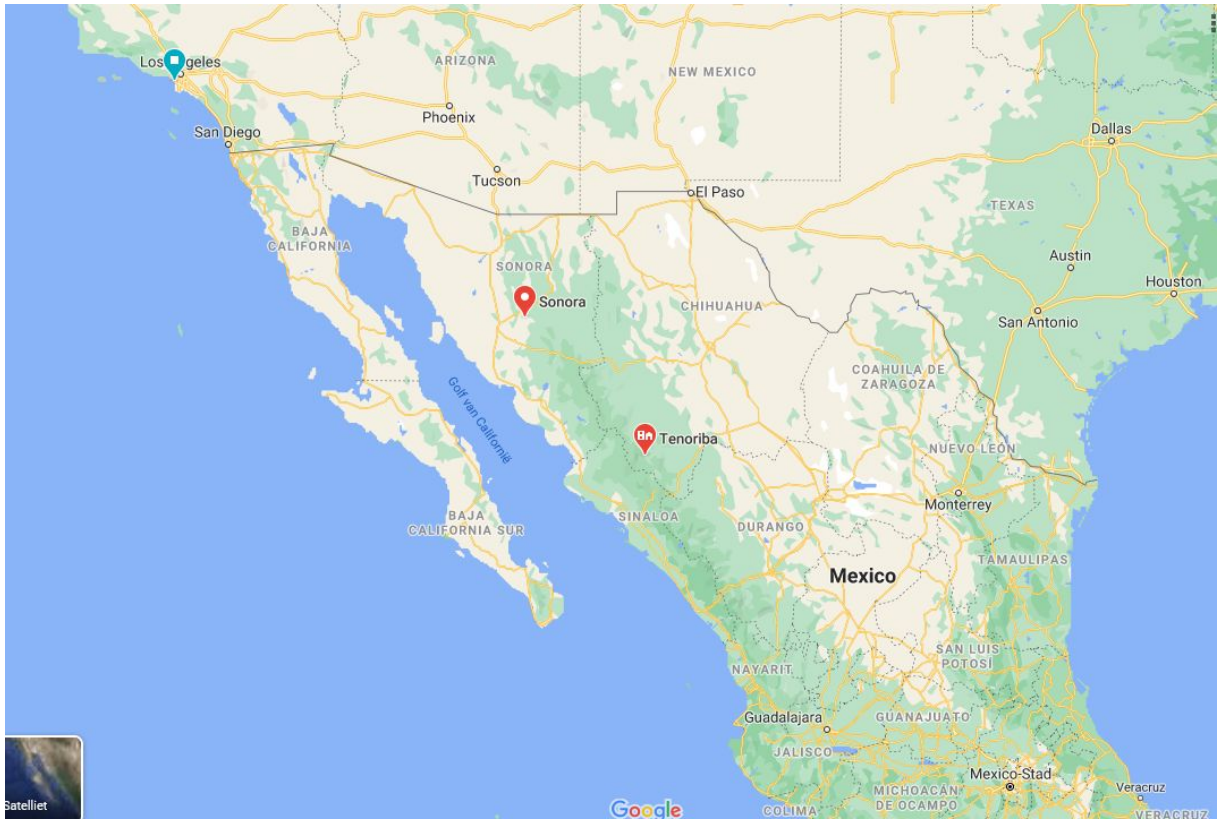 Los Angeles
ARIZONA
NEW MEXICO
Phoenix
Dallas
San Diego
Tucson
El Paso
TEXAS
BAJA
CALIFORNIA
Austin
SONORA
Houston
Sonora
CHIHUAHUA
San Antonio
COAHUILA DE
ZARAGOZA
Golf van Californië
Tenoriba
NUEVO LEÓN
Monterrey
BAJA
CALIFORNIA SUR
SINALOA
DURANGO
TAMAULIPAS
Mexico
SAN LUIS
POTOSÍ
NAYARIT
Guadalajara
GUANAJUATO
JALISCO
Mexico-Stad
Veracruz
MICHOACÁN
DE OCAMPO
Satelliet
Google
COLIMA
VERACRUZ